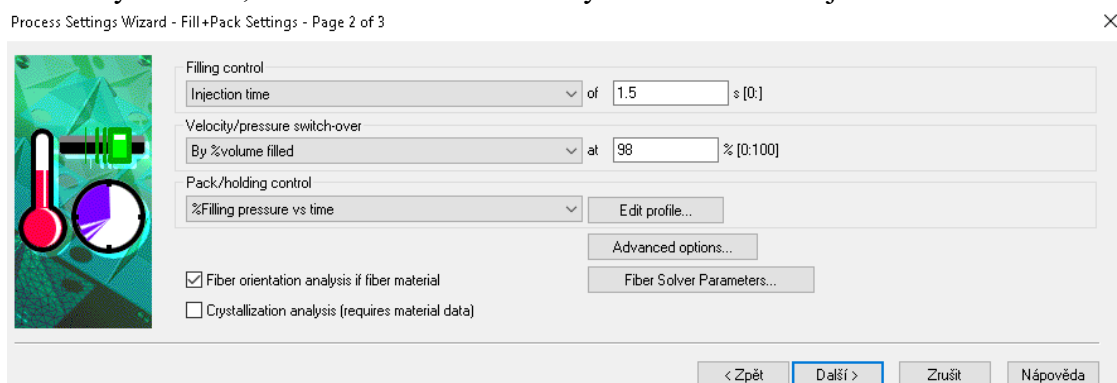 Process Settings Wizard - Fill+Pack Settings - Page 2 of 3
Filling control
Injection time of 1.5 s [0:]
Velocity/pressure switch-over
By %volume filled at 98 % [0:100]
Pack/holding control
%Filling pressure vs time Edit profile...
Advanced options...
Fiber orientation analysis if fiber material Fiber Solver Parameters...
Crystallization analysis (requires material data)
< Zpět Další > Zrušit Nápověda